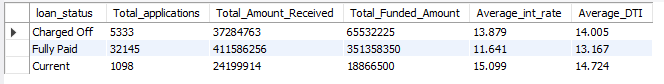 loan_status Total_applications Total_Amount_Received Total_Funded_Amount Average_int_rate Average_DTI
Charged Off 5333 37284763 65532225 13.879 14.005
Fully Paid 32145 411586256 351358350 11.641 13.167
Current 1098 24199914 18866500 15.099 14.724